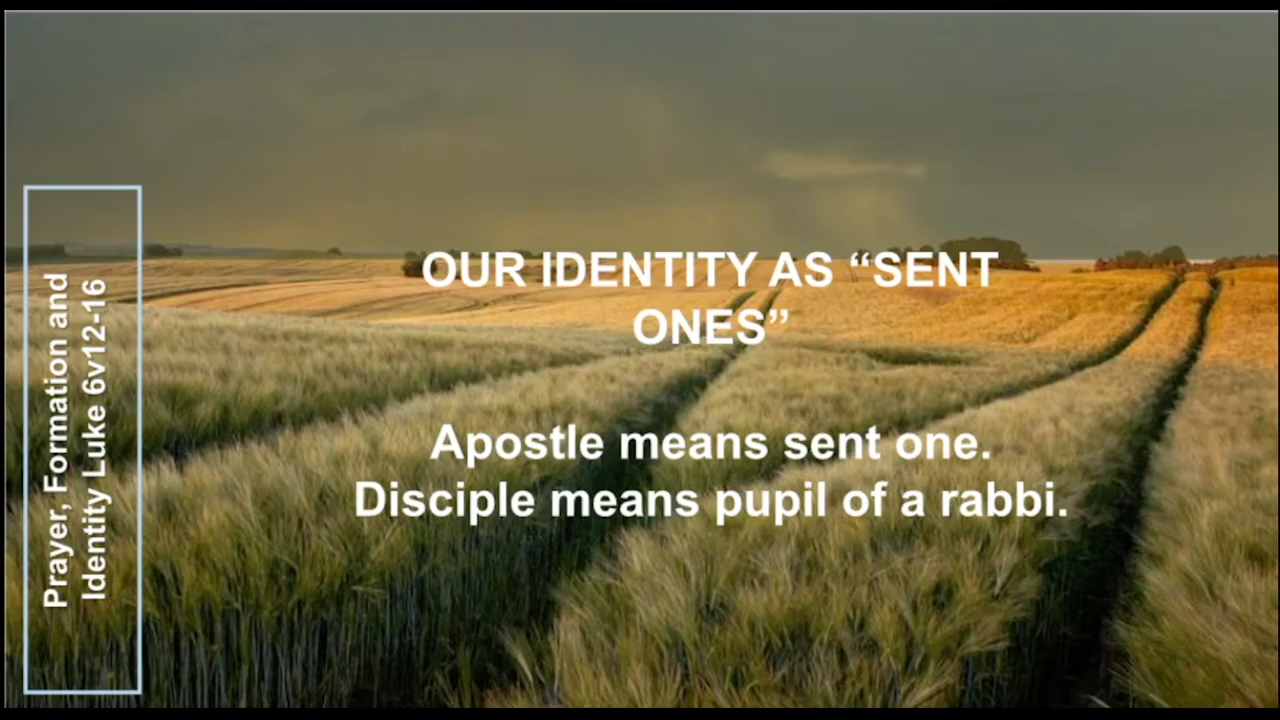 Prayer, Formation and
Identity Luke 6v12-16
OUR IDENTITY AS “SENT
ONES”
Apostle means sent one.
Disciple means pupil of a rabbi.